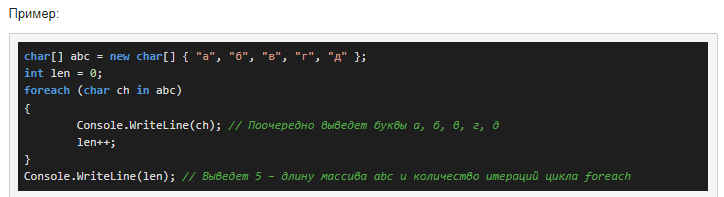 Пример:
char[] abc = new char[] { "а", "б", "в", "г", "д" };
int len = 0;
foreach (char ch in abc)
{
        Console.WriteLine(ch); // Поочередно выведет буквы а, б, в, г, д
        len++;
}
Console.WriteLine(len); // Выведет 5 – длину массива abc и количество итераций цикла foreach